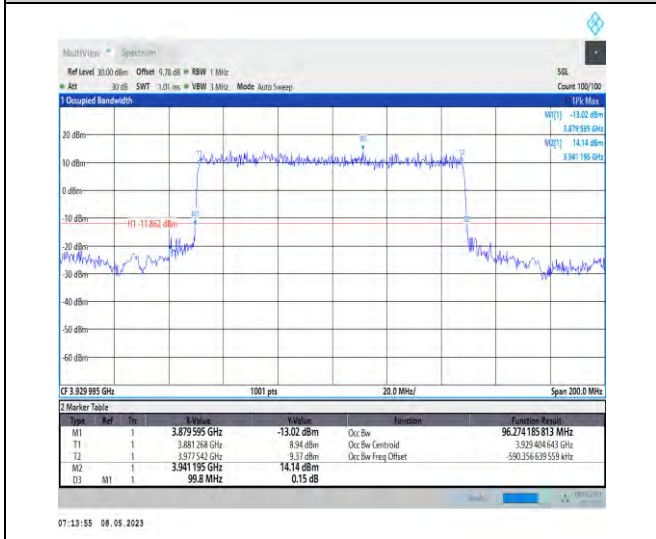 MultiView Spectrum
Ref Level 30.00 dBm Offset 9.78 dB RBW 1 MHz SGL
Att 30 dB SWT 1.01 ms VBW 3 MHz Mode Auto Sweep Count 100/100
1 Occupied Bandwidth 1Pk Max
M1[1] -13.02 dBm
3.879 595 GHz
M2[1] 14.14 dBm
3.941 195 GHz
20 dBm
M2
T1 T2
10 dBm
0 dBm
-10 dBm
M1
H1 -11.862 dBm
-20 dBm
-30 dBm
-40 dBm
-50 dBm
-60 dBm
CF 3.929 995 GHz 1001 pts 20.0 MHz/ Span 200.0 MHz
2 Marker Table
Type Ref Trc X-Value Y-Value Function Function Result
M1 1 3.879 595 GHz -13.02 dBm Occ Bw 96.274 185 813 MHz
T1 1 3.881 268 GHz 8.94 dBm Occ Bw Centroid 3.929 404 643 GHz
T2 1 3.977 542 GHz 9.37 dBm Occ Bw Freq Offset -590.356 639 559 kHz
M2 1 3.941 195 GHz 14.14 dBm
D3 M1 1 99.8 MHz 0.15 dB
07:13:55 08.05.2023